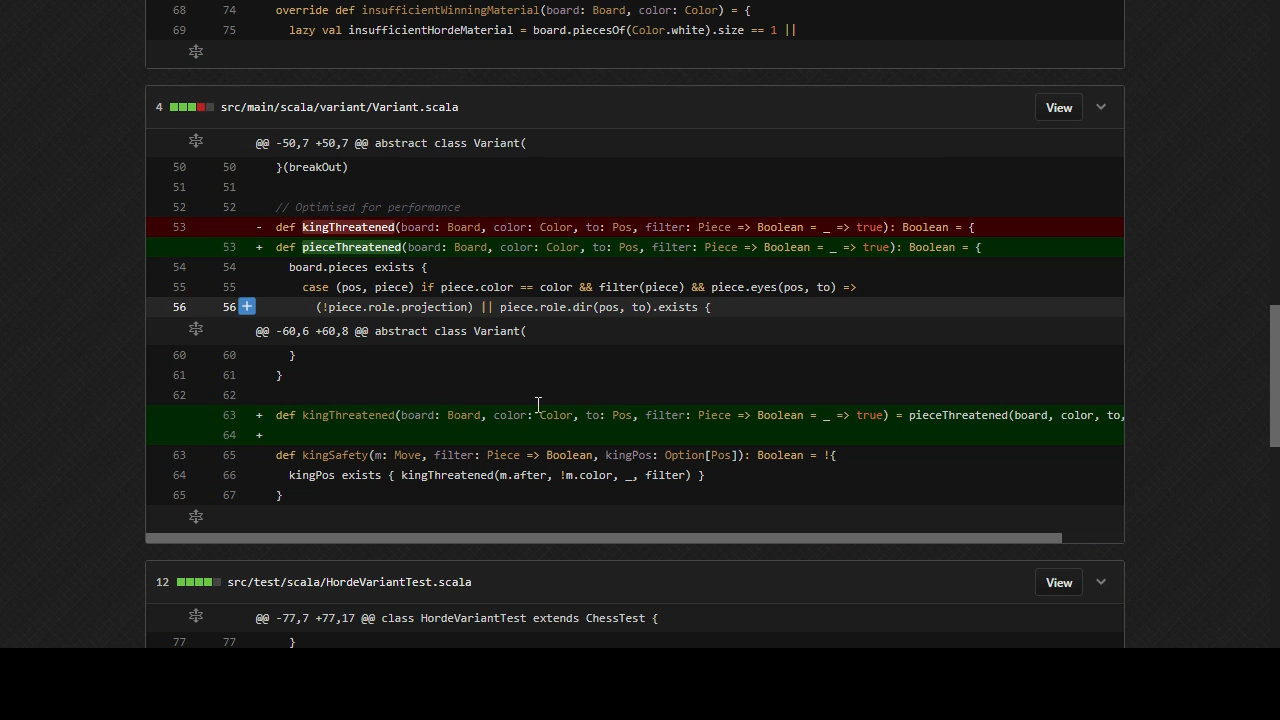 68 74 override def insufficientWinningMaterial(board: Board, color: Color) = {
69 75 lazy val insufficientHordeMaterial = board.piecesOf(Color.white).size == 1 ||
4 src/main/scala/variant/Variant.scala View
@@ -50,7 +50,7 @@ abstract class Variant(
50 50 }(breakOut)
51 51
52 52 // Optimised for performance
53 - def kingThreatened(board: Board, color: Color, to: Pos, filter: Piece => Boolean = _ => true): Boolean = {
53 + def pieceThreatened(board: Board, color: Color, to: Pos, filter: Piece => Boolean = _ => true): Boolean = {
54 54 board.pieces exists {
55 55 case (pos, piece) if piece.color == color && filter(piece) && piece.eyes(pos, to) =>
56 56 + (!piece.role.projection) || piece.role.dir(pos, to).exists {
@@ -60,6 +60,8 @@ abstract class Variant(
60 60 }
61 61 }
62 62
63 + def kingThreatened(board: Board, color: Color, to: Pos, filter: Piece => Boolean = _ => true) = pieceThreatened(board, color, to,
64 +
63 65 def kingSafety(m: Move, filter: Piece => Boolean, kingPos: Option[Pos]): Boolean = !{
64 66 kingPos exists { kingThreatened(m.after, !m.color, _, filter) }
65 67 }
12 src/test/scala/HordeVariantTest.scala View
@@ -77,7 +77,17 @@ class HordeVariantTest extends ChessTest {
77 77 }